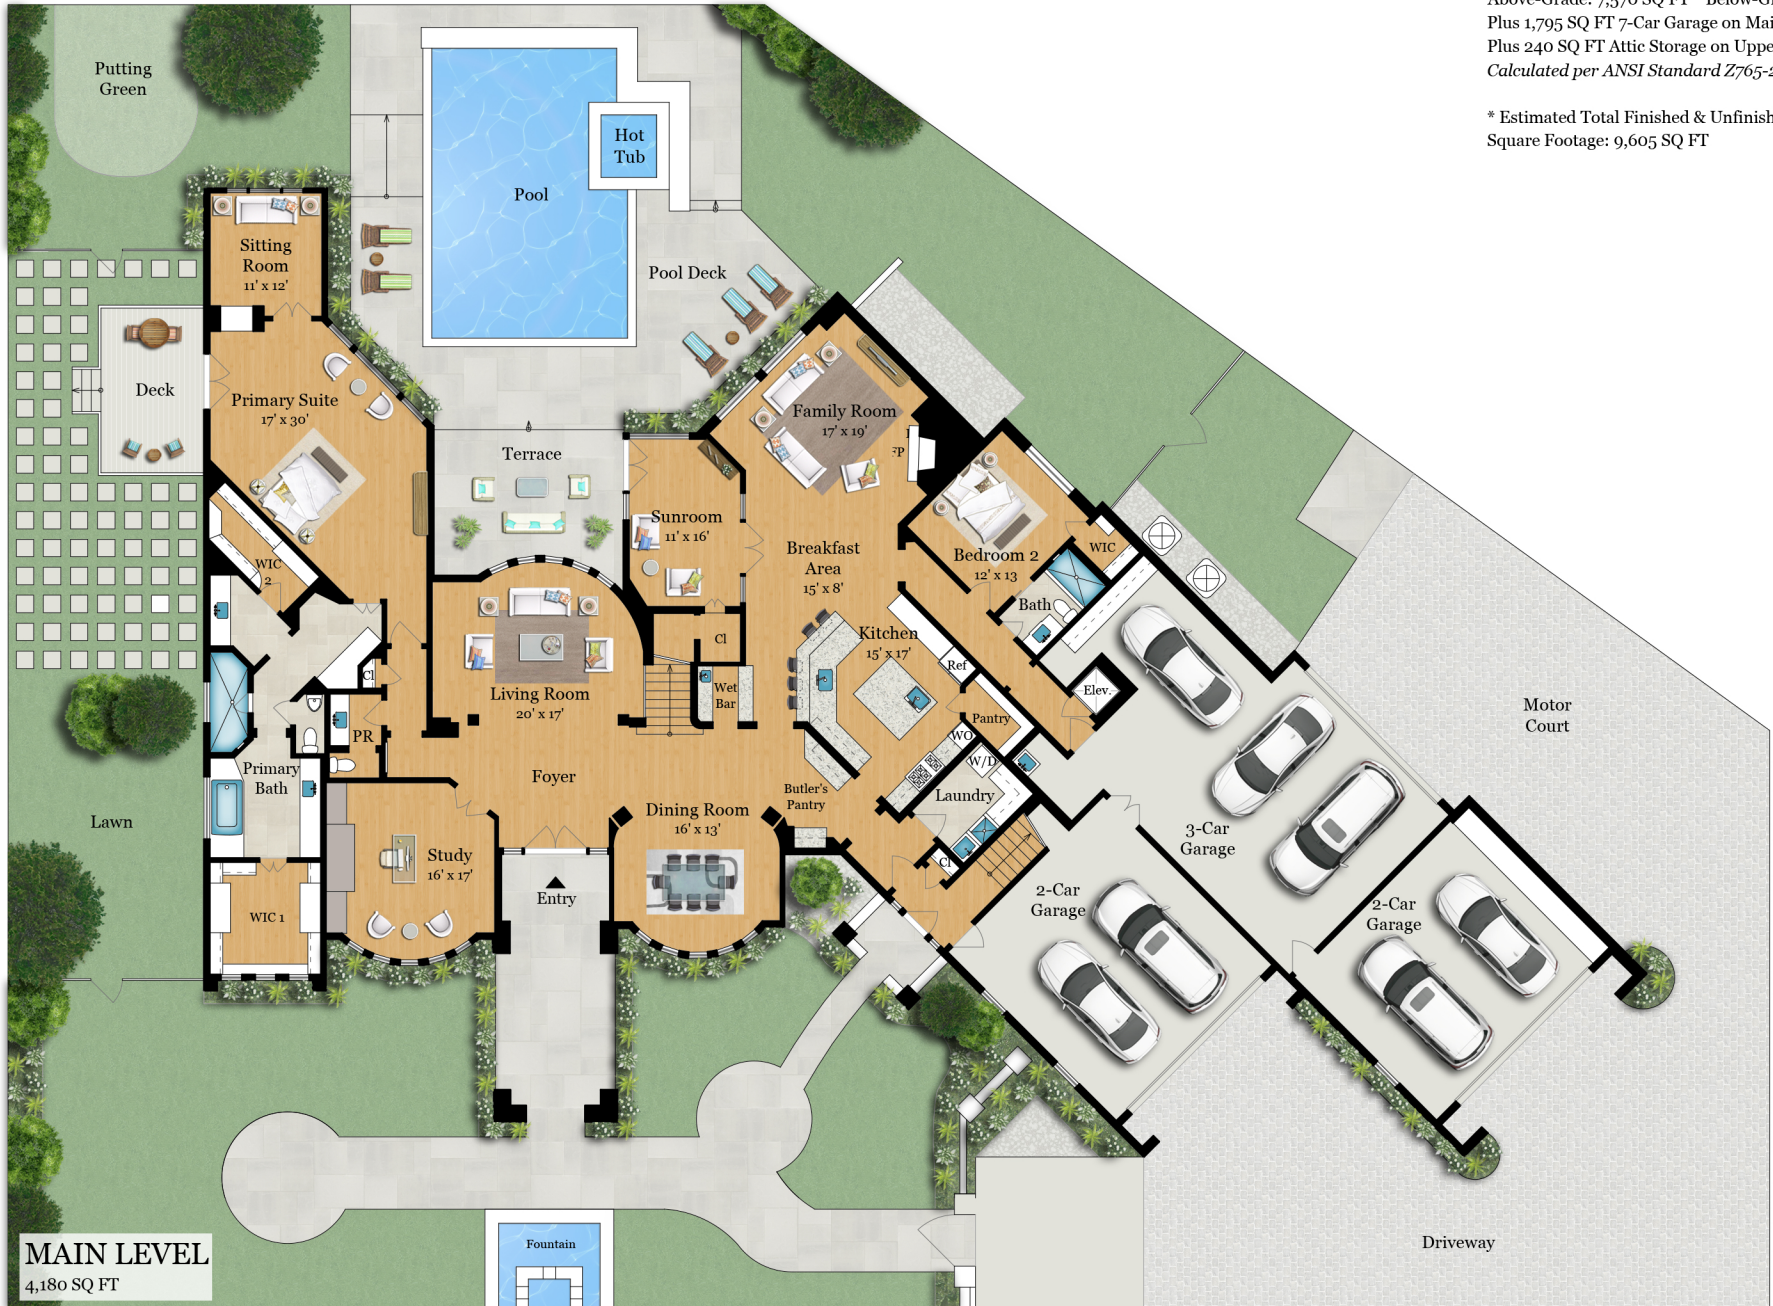 Above-Grade: 7,570 SQ FT
Plus 1,795 SQ FT 7-Car Garage on
Plus 240 SQ FT Attic Storage on
Calculated per ANSI Standard
* Estimated Total Finished &
Square Footage: 9,605 SQ FT
Putting
Green
Hot
Tub
Pool
Sitting
Room
11' x 12'
Pool Deck
Deck
Primary Suite
17' x 30'
Family Room
17' x 19'
FP
Terrace
Sunroom
11' x 16'
Breakfast
Area
15' x 8'
Bedroom 2
12' x 13
WIC
WIC
2
Bath
Kitchen
15' x 17'
Ref
Cl
Cl
Living Room
20' x 17'
Wet
Bar
Elev.
Pantry
WO
W/D
Motor
Court
PR
Primary
Bath
Foyer
Butler's
Pantry
Laundry
Dining Room
16' x 13'
Lawn
Study
16' x 17'
Cl
3-Car
Garage
2-Car
Garage
2-Car
Garage
Entry
WIC 1
Fountain
Driveway
MAIN LEVEL
4,180 SQ FT